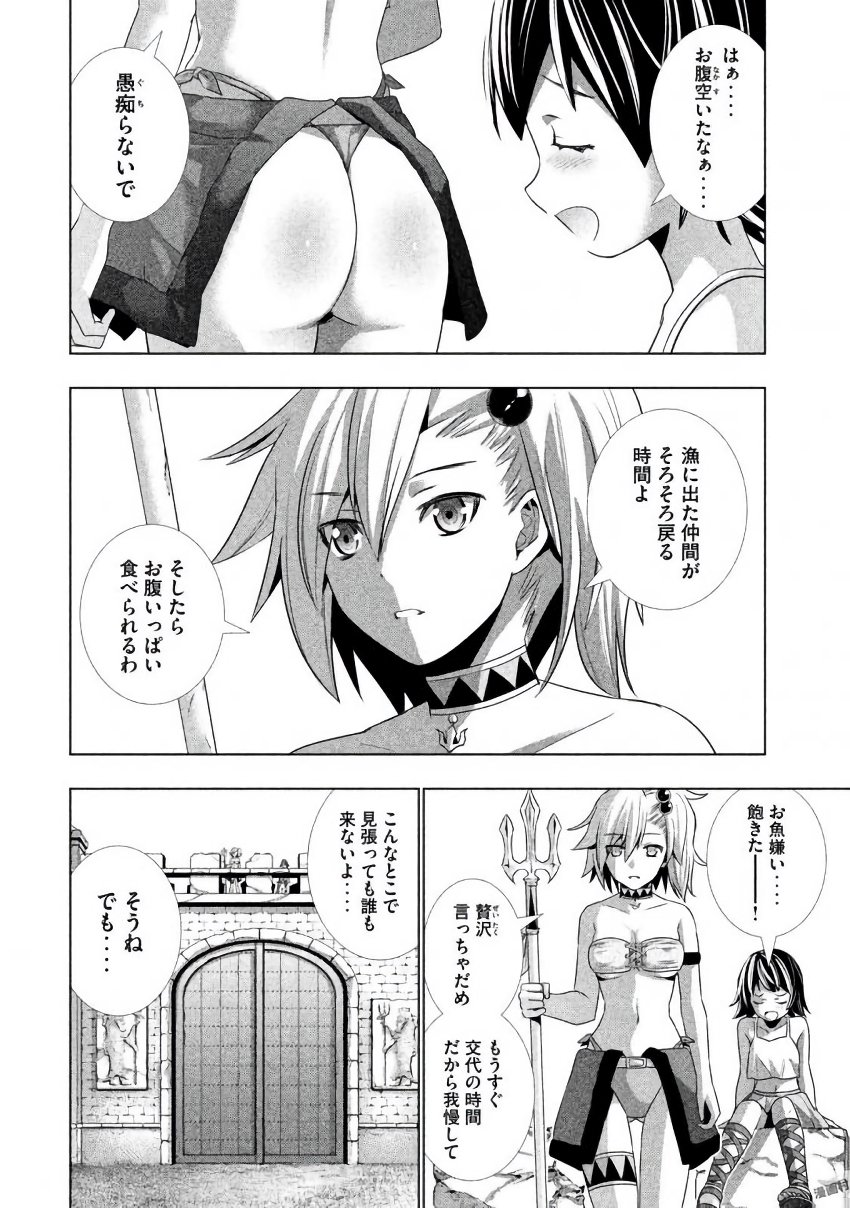 はぁ‥‥
お腹空いたなぁ
‥‥
愚痴らないで
漁に出た仲間が
そろそろ戻る
時間よ
そしたら
お腹いっぱい
食べられるわ
お魚嫌い‥‥
飽きたーー！
贅沢
言っちゃだめ
もうすぐ
交代の時間
だから我慢して
こんなとこで
見張っても誰も
来ないよ‥‥
そうね
でも‥‥